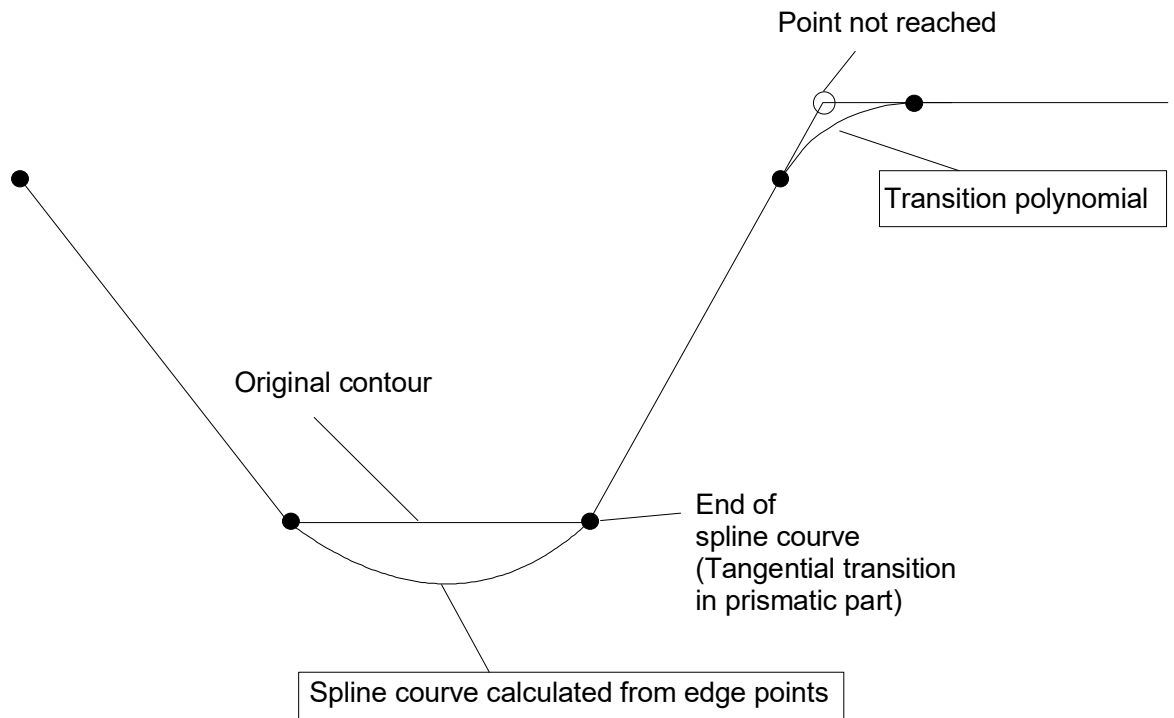 Point not reached
Transition polynomial
Original contour
End of
spline courve
(Tangential transition
in prismatic part)
Spline courve calculated from edge points